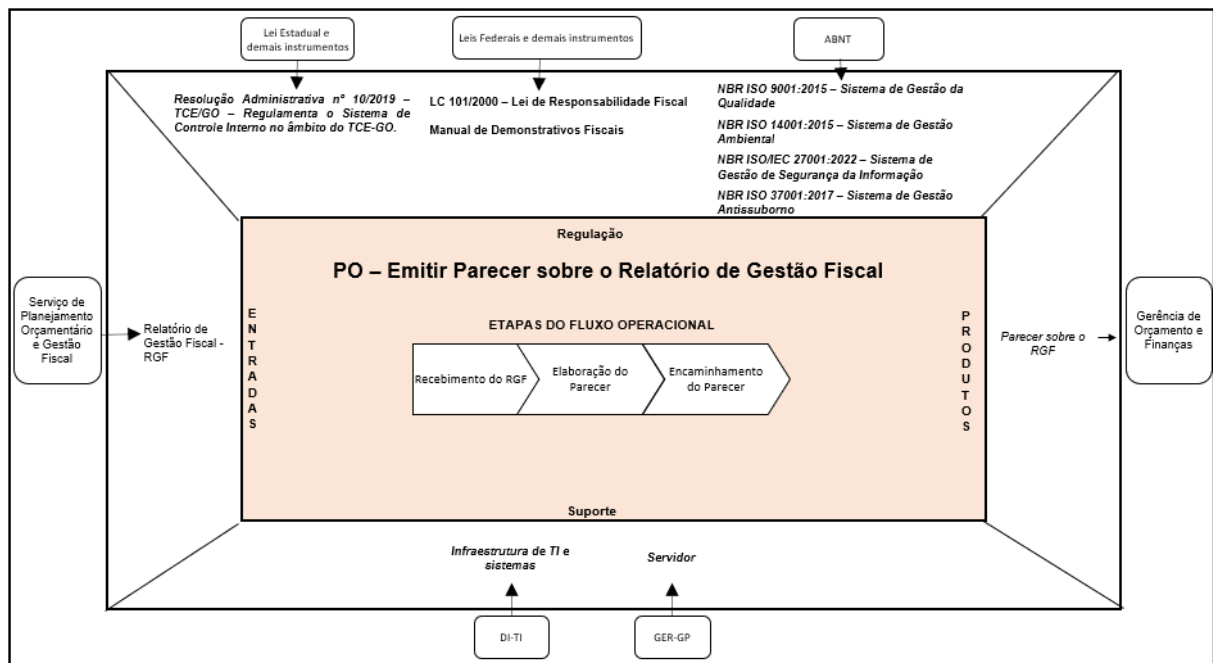 Lei Estadual e
demais instrumentos
Leis Federais e demais instrumentos
ABNT
Resolução Administrativa nº 10/2019 –
TCE/GO – Regulamenta o Sistema de
Controle Interno no âmbito do TCE-GO.
LC 101/2000 – Lei de Responsabilidade Fiscal
Manual de Demonstrativos Fiscais
NBR ISO 9001:2015 – Sistema de Gestão da
Qualidade
NBR ISO 14001:2015 – Sistema de Gestão
Ambiental
NBR ISO/IEC 27001:2022 – Sistema de
Gestão de Segurança da Informação
NBR ISO 37001:2017 – Sistema de Gestão
Antissuborno
Regulação
PO – Emitir Parecer sobre o Relatório de Gestão Fiscal
Serviço de
Planejamento
Orçamentário
e Gestão
Fiscal
Relatório de
Gestão Fiscal -
RGF
ENTRADAS
ETAPAS DO FLUXO OPERACIONAL
Recebimento do RGF
Elaboração do
Parecer
Encaminhamento
do Parecer
PRODUTOS
Parecer sobre o
RGF
Gerência de
Orçamento e
Finanças
Suporte
Infraestrutura de TI e
sistemas
Servidor
DI-TI
GER-GP